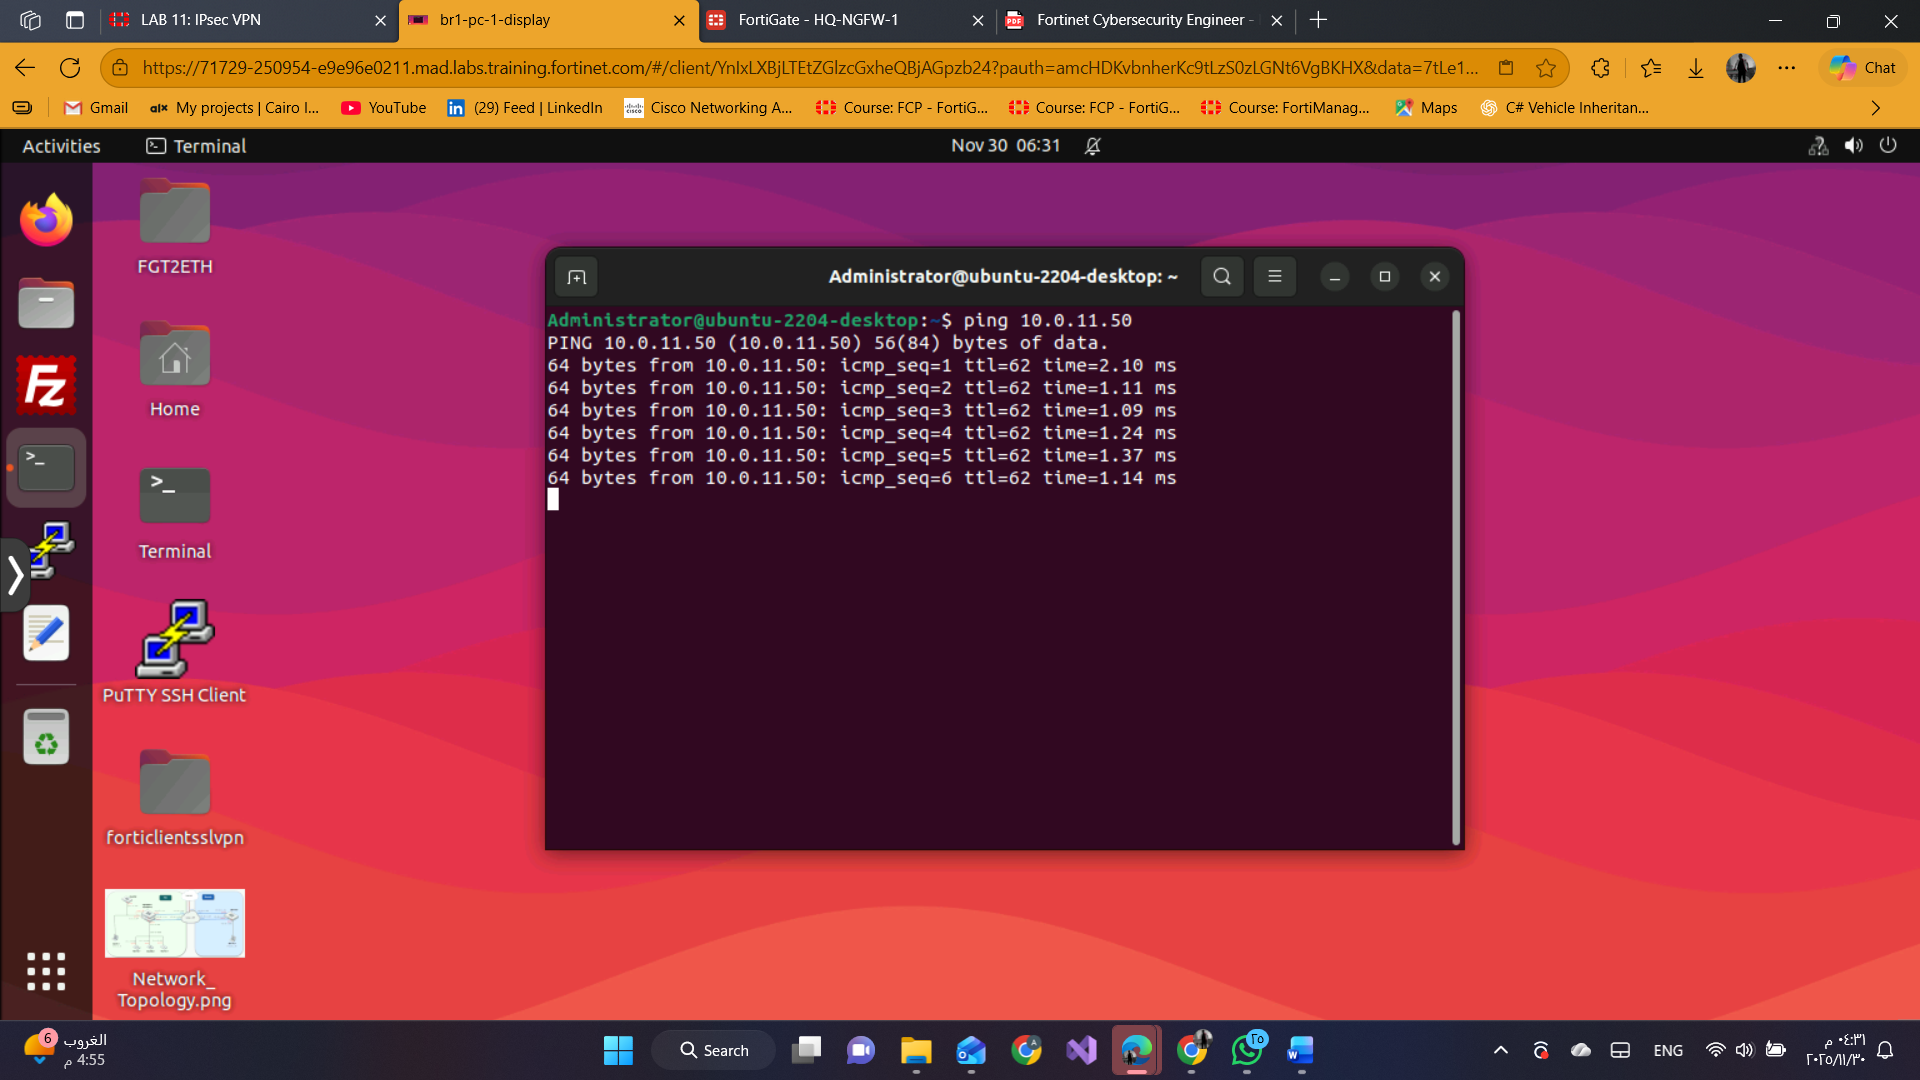 LAB 11: IPsec VPN
br1-pc-1-display
FortiGate - HQ-NGFW-1
Fortinet Cybersecurity Engineer -
https://71729-250954-e9e96e0211.mad.labs.training.fortinet.com/#/client/YnIxLXBjLTEtZGlzcGxheQBjAGpzb24?pauth=amcHDKvbnherKc9tLzS0zLGNt6VgBKHX&data=7tLe1...
Chat
Gmail
My projects | Cairo I...
YouTube
(29) Feed | LinkedIn
Cisco Networking A...
Course: FCP - FortiG...
Course: FCP - FortiG...
Course: FortiManag...
Maps
C# Vehicle Inheritan...
Activities
Terminal
Nov 30 06:31
FGT2ETH
Home
Terminal
PuTTY SSH Client
forticlientsslvpn
Network_
Topology.png
Administrator@ubuntu-2204-desktop: ~
Administrator@ubuntu-2204-desktop:~$ ping 10.0.11.50
PING 10.0.11.50 (10.0.11.50) 56(84) bytes of data.
64 bytes from 10.0.11.50: icmp_seq=1 ttl=62 time=2.10 ms
64 bytes from 10.0.11.50: icmp_seq=2 ttl=62 time=1.11 ms
64 bytes from 10.0.11.50: icmp_seq=3 ttl=62 time=1.09 ms
64 bytes from 10.0.11.50: icmp_seq=4 ttl=62 time=1.24 ms
64 bytes from 10.0.11.50: icmp_seq=5 ttl=62 time=1.37 ms
64 bytes from 10.0.11.50: icmp_seq=6 ttl=62 time=1.14 ms
6
الغروب
4:55 م
Search
٢٥
ENG
٠٤:٣١ م
٢٠٢٥/١١/٣٠